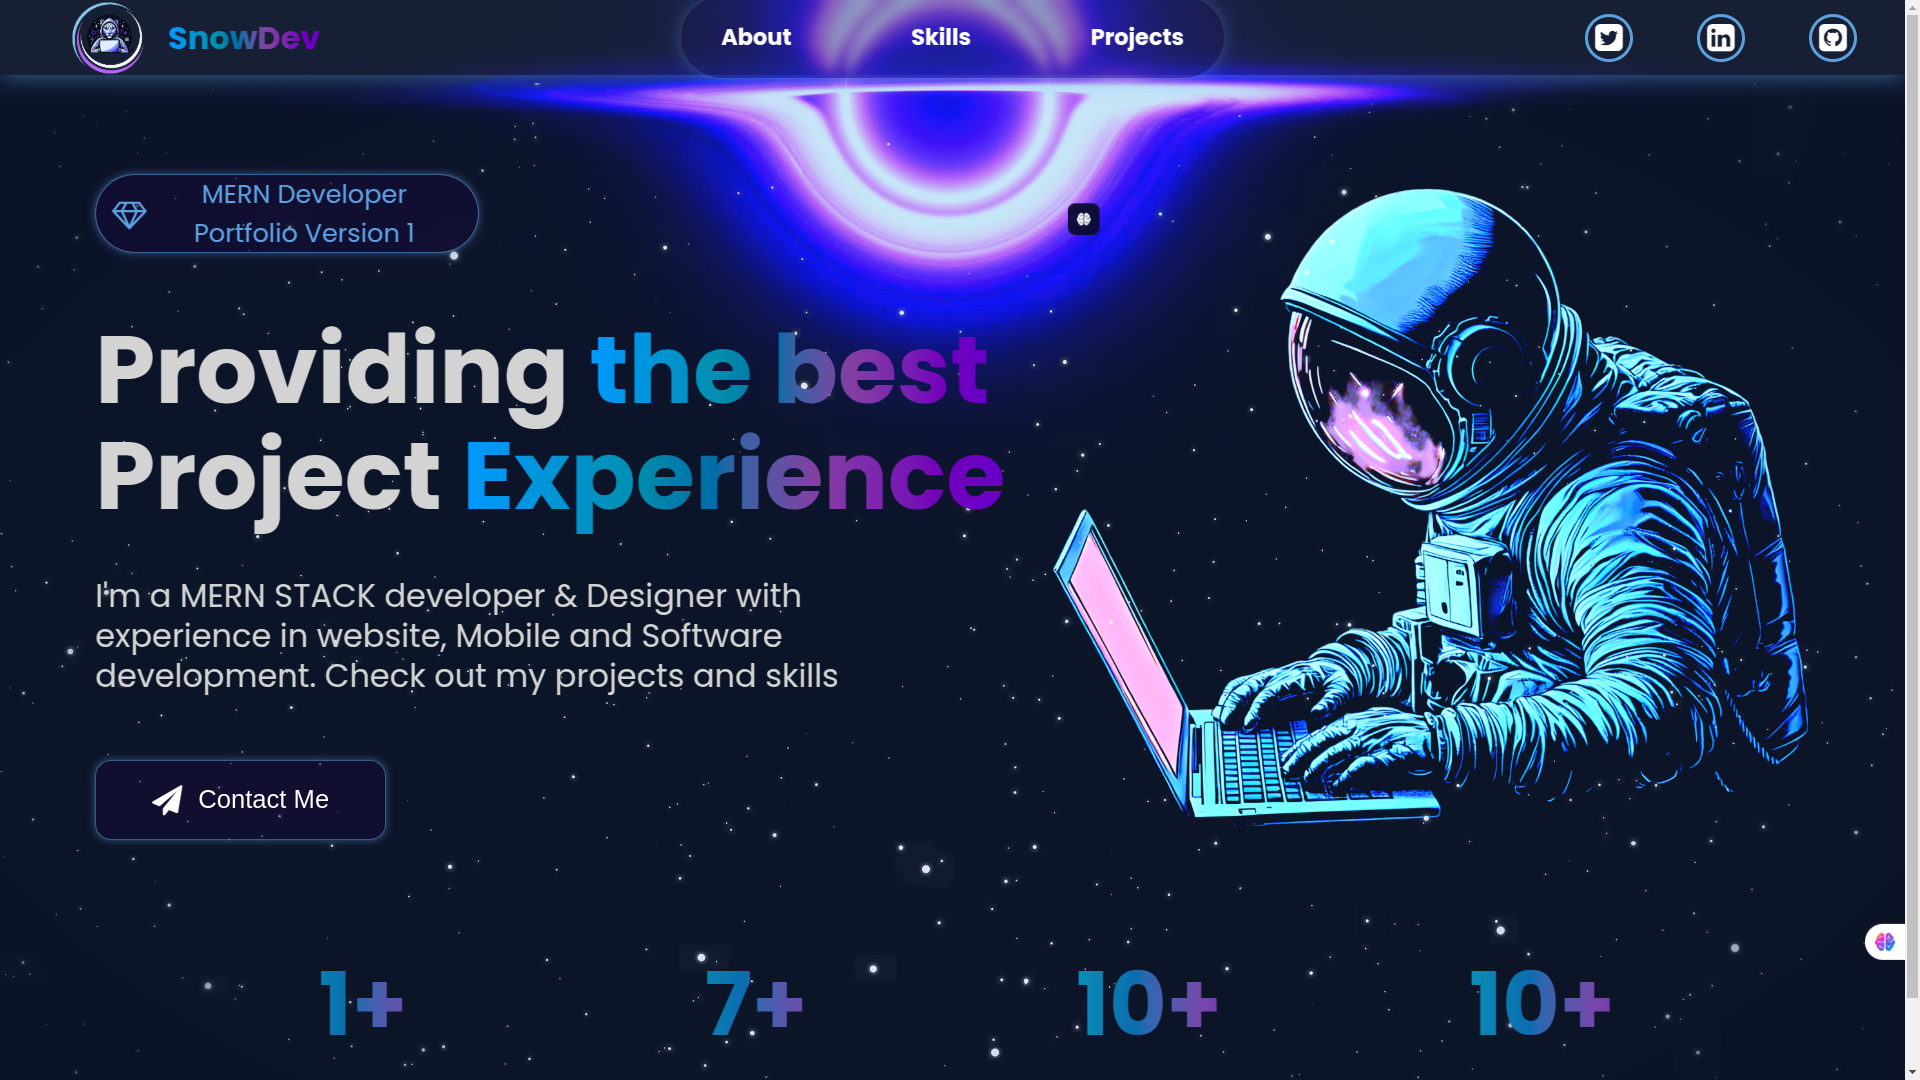 SnowDev
About Skills Projects
MERN Developer
Portfolio Version 1
Providing the best
Project Experience
I'm a MERN STACK developer & Designer with
experience in website, Mobile and Software
development. Check out my projects and skills
Contact Me
1+ 7+ 10+ 10+